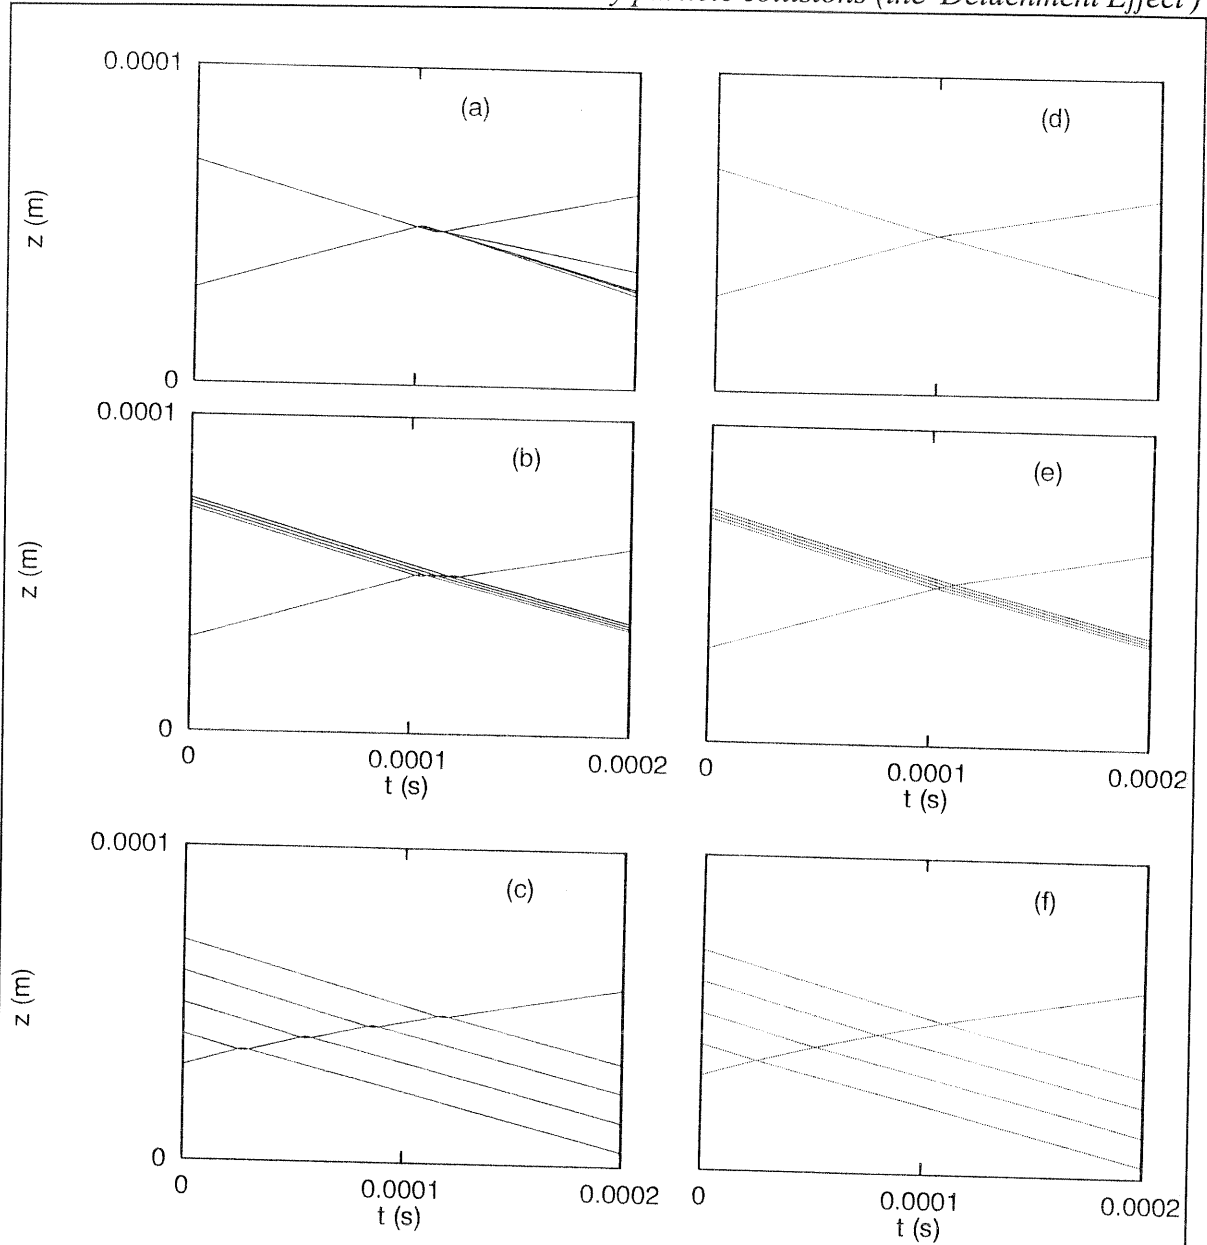 particle collisions (the 'Detachment Effect')
0.0001
(a)
(d)
z (m)
0
0.0001
(b)
(e)
z (m)
0
0 0.0001 0.0002
t (s)
0 0.0001 0.0002
t (s)
0.0001
(c)
(f)
z (m)
0
0 0.0001 0.0002
t (s)
0 0.0001 0.0002
t (s)